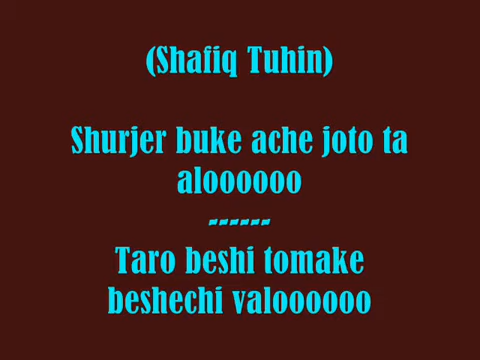 (Shafiq Tuhin)
Shurjer buke ache joto ta
aloooooo
------
Taro beshi tomake
beshechi valoooooo